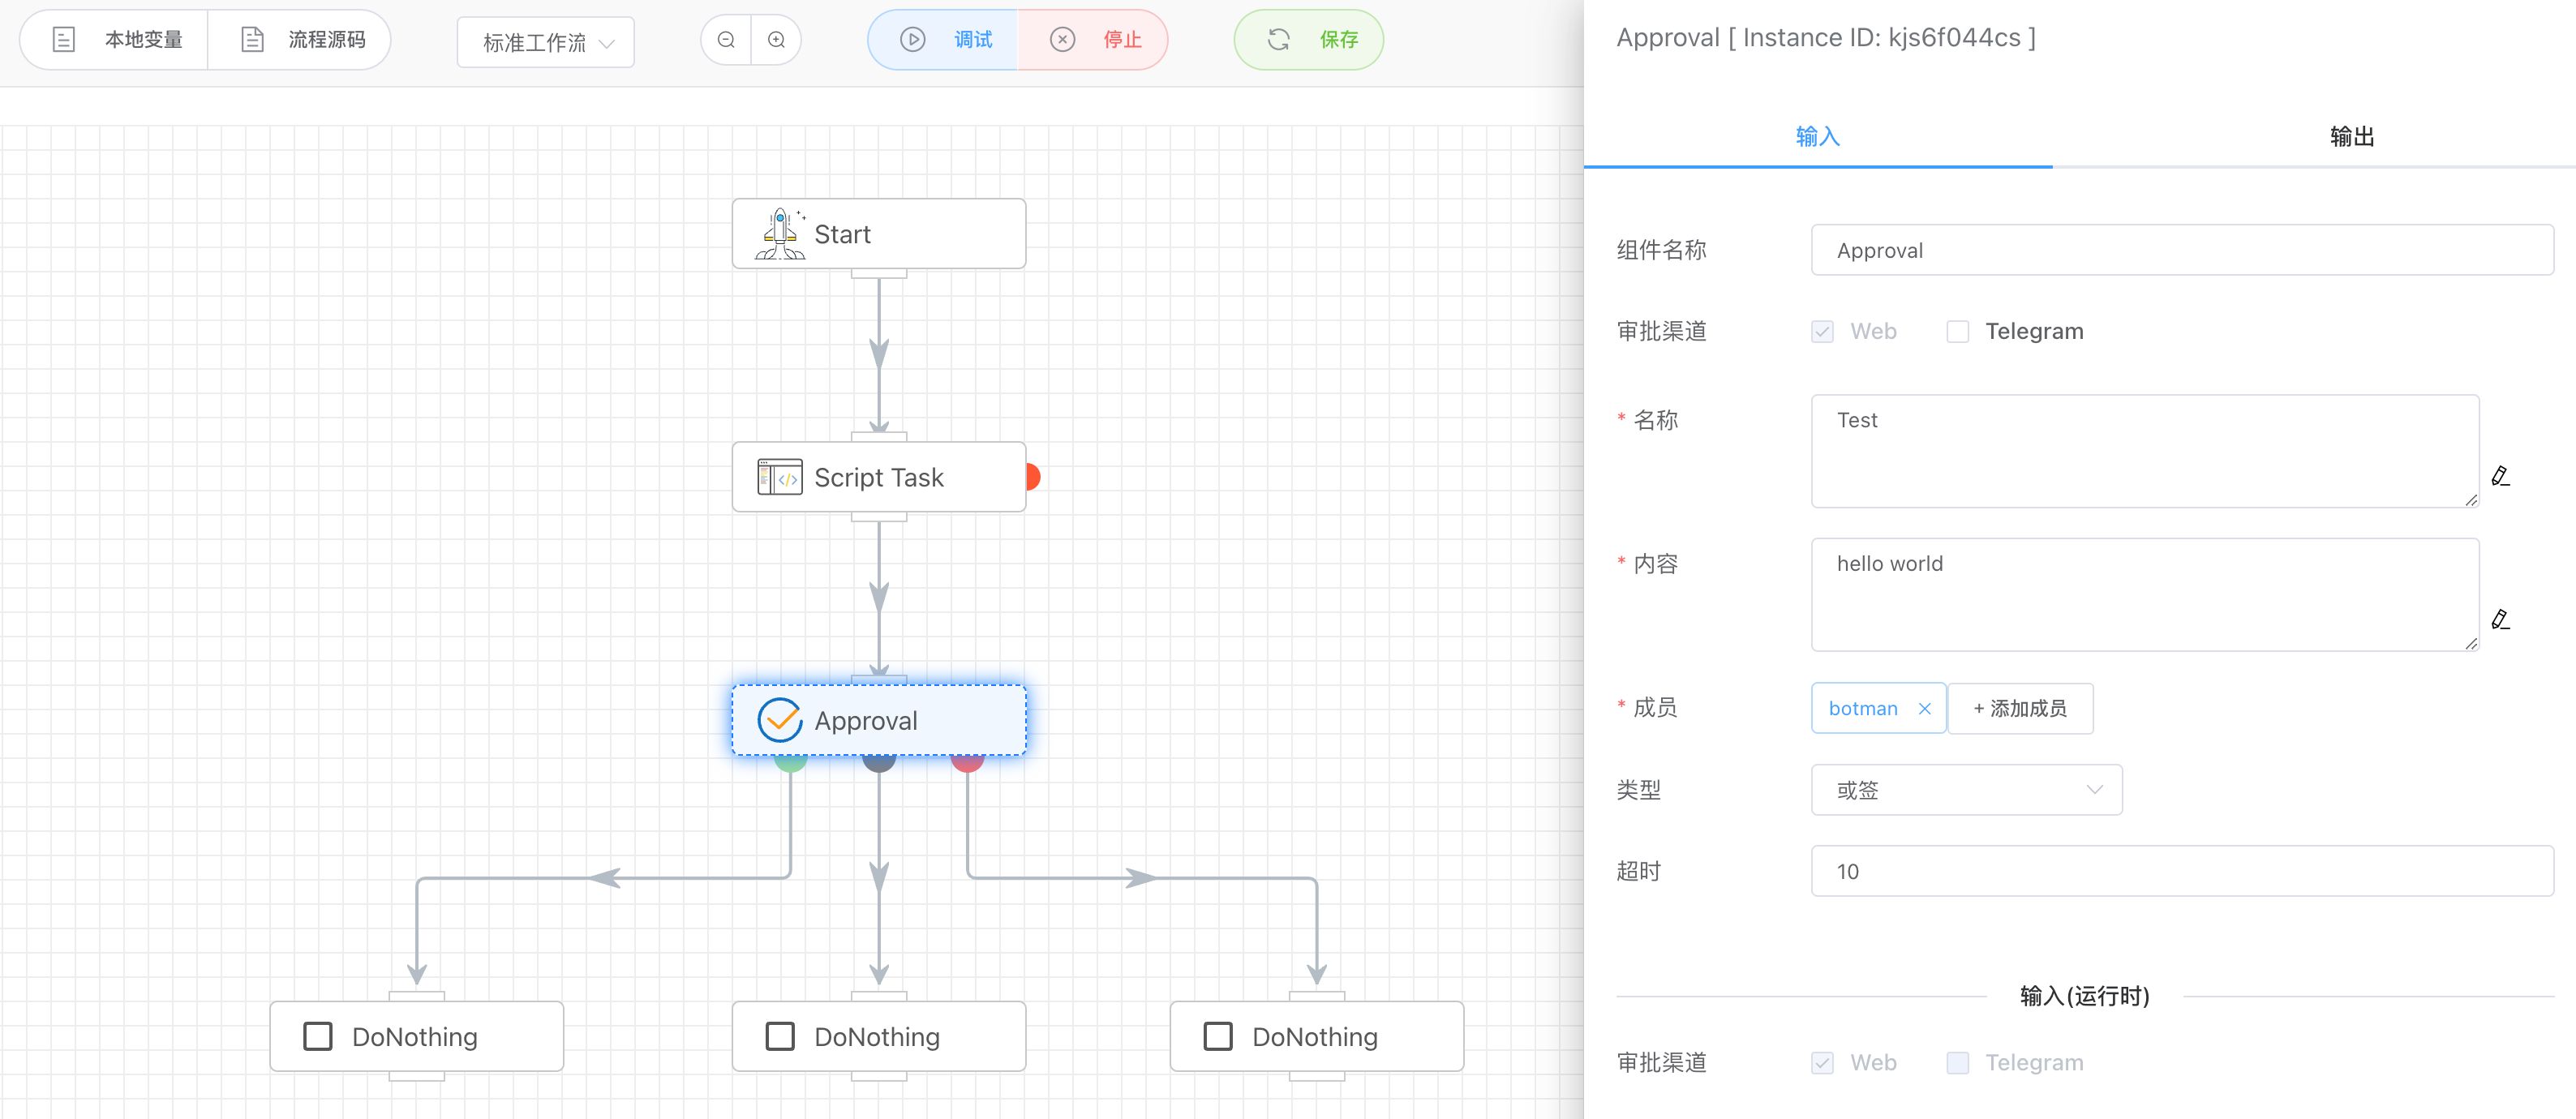 本地变量
流程源码
标准工作流
调试
停止
保存
Start
Script Task
Approval
DoNothing
DoNothing
DoNothing
Approval [ Instance ID: kjs6f044cs ]
输入
输出
组件名称
Approval
审批渠道
Web
Telegram
* 名称
Test
* 内容
hello world
* 成员
botman
+ 添加成员
类型
或签
超时
10
输入(运行时)
审批渠道
Web
Telegram